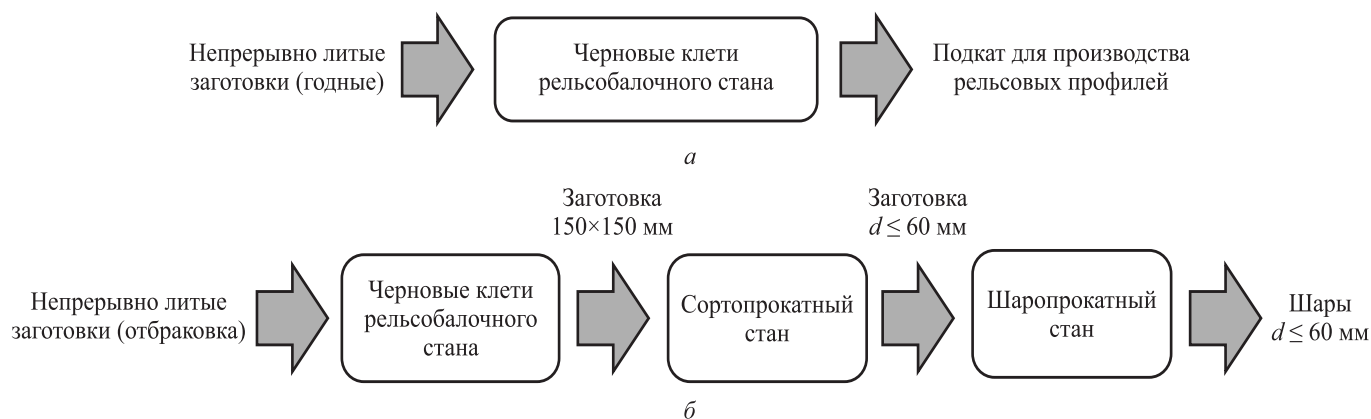 Непрерывно литые
заготовки (годные)
Черновые клети
рельсобалочного стана
Подкат для производства
рельсовых профилей
а
Заготовка
150×150 мм
Заготовка
d ≤ 60 мм
Непрерывно литые
заготовки (отбраковка)
Черновые клети
рельсобалочного
стана
Сортопрокатный
стан
Шаропрокатный
стан
Шары
d ≤ 60 мм
б